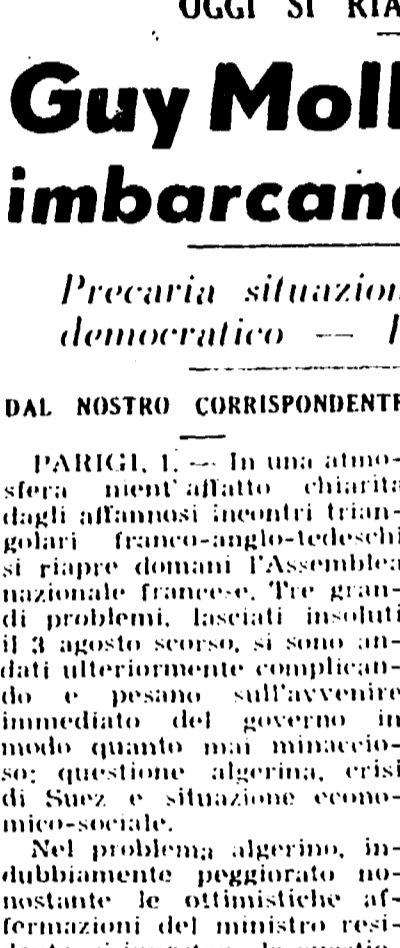 OGGI SI RIA
Guy Moll
imbarcan
Precaria situazion
democratico —
DAL NOSTRO CORRISPONDENTE
PARIGI, 1. — In una atmo-
sfera nient'affatto chiarita
dagli affannosi incontri trian-
golari franco-anglo-tedeschi
si riapre domani l'Assemblea
nazionale francese. Tre gran-
di problemi, lasciati insoluti
il 3 agosto scorso, si sono an-
dati ulteriormente complican-
do e pesano sull'avvenire
immediato del governo in
modo quanto mai minaccio-
so: questione algerina, crisi
di Suez e situazione econo-
mico-sociale.
Nel problema algerino, in-
dubbiamente peggiorato no-
nostante le ottimistiche af-
fermazioni del ministro resi-